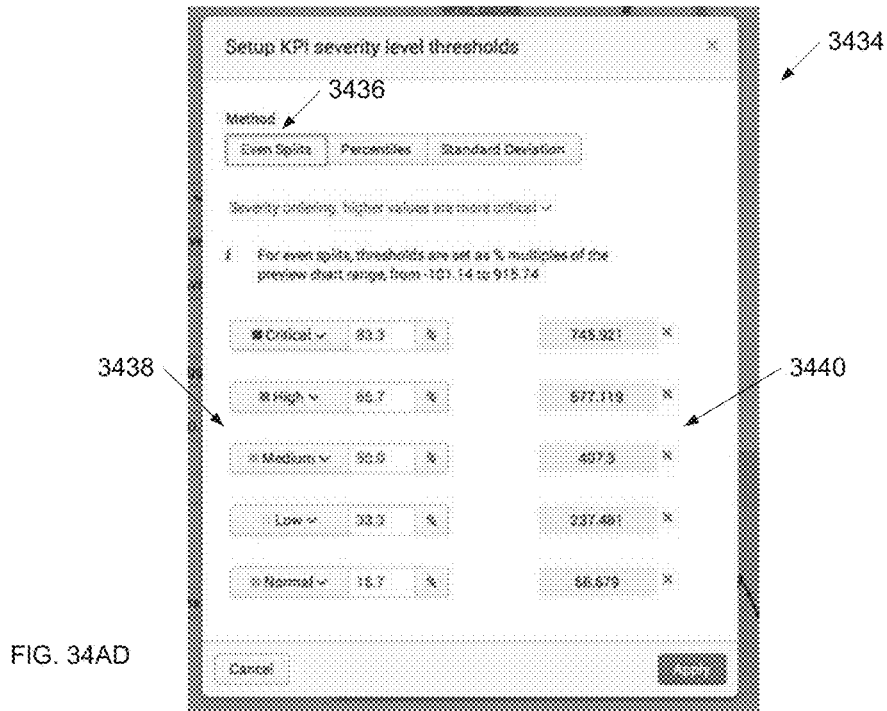 3434
Setup KPI severity level thresholds ×
3436
Method
Even Splits Percentiles Standard Deviation
Severity ordering, higher values are more critical
i For even splits, thresholds are set as % multiples of the
preview chart range, from -101.14 to 915.74
Critical 83.3 % 745.921 ×
3438
3440
High 66.7 % 577.119 ×
Medium 50.0 % 407.3 ×
Low 33.3 % 237.481 ×
Normal 16.7 % 68.679 ×
FIG. 34AD
Cancel